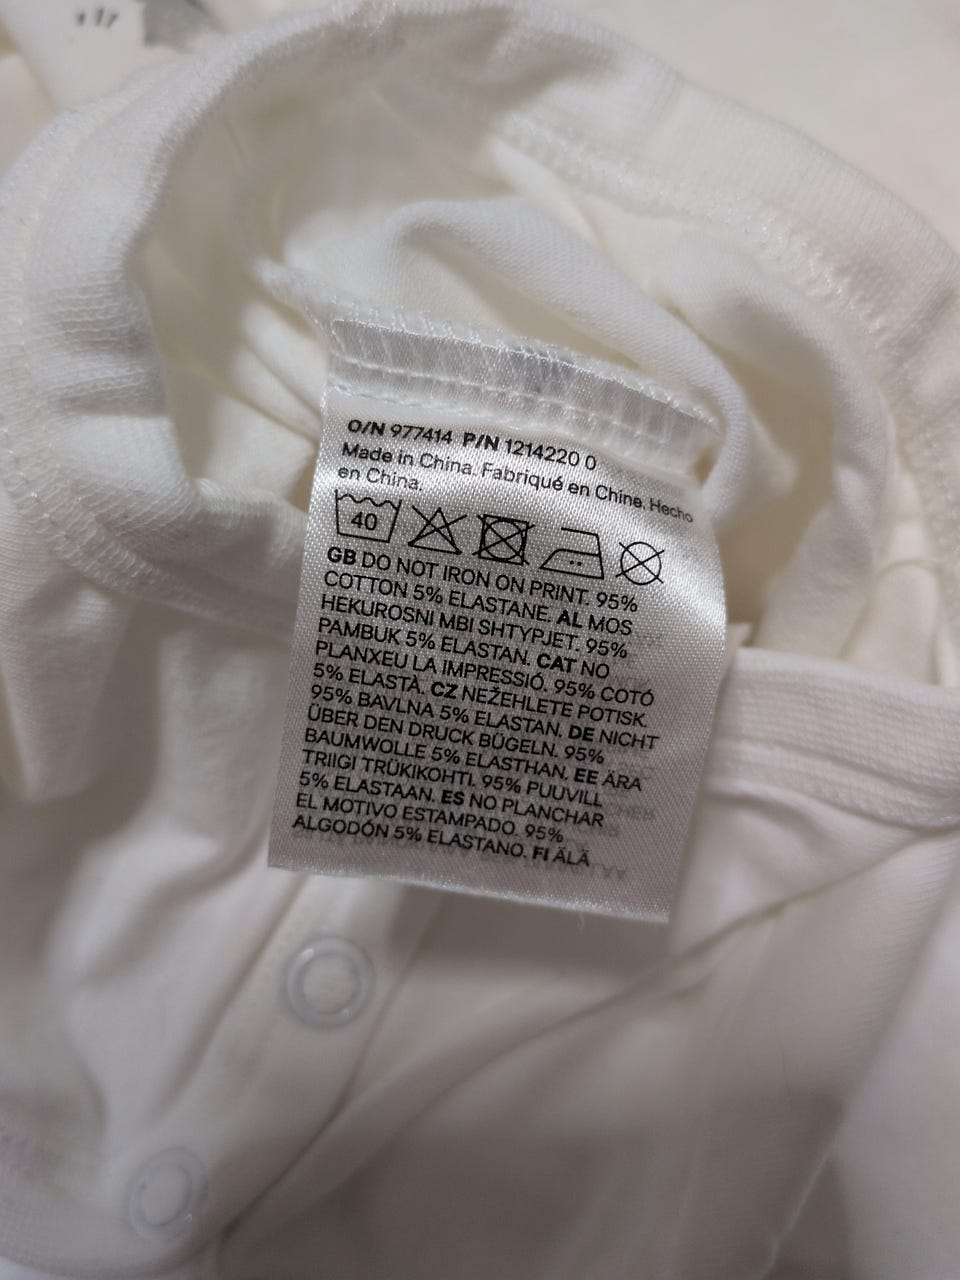 O/N 977414 P/N 1214220 0
Made in China. Fabriqué en Chine. Hecho
en China.
40
GB DO NOT IRON ON PRINT. 95%
COTTON 5% ELASTANE. AL MOS
HEKUROSNI MBI SHTYPJET. 95%
PAMBUK 5% ELASTAN. CAT NO
PLANXEU LA IMPRESSIÓ. 95% COTÓ
5% ELASTÀ. CZ NEŽEHLETE POTISK.
95% BAVLNA 5% ELASTAN. DE NICHT
ÜBER DEN DRUCK BÜGELN. 95%
BAUMWOLLE 5% ELASTHAN. EE ÄRA
TRIIGI TRÜKIKOHTI. 95% PUUVILL
5% ELASTAAN. ES NO PLANCHAR
EL MOTIVO ESTAMPADO. 95%
ALGODÓN 5% ELASTANO. FI ÄLÄ